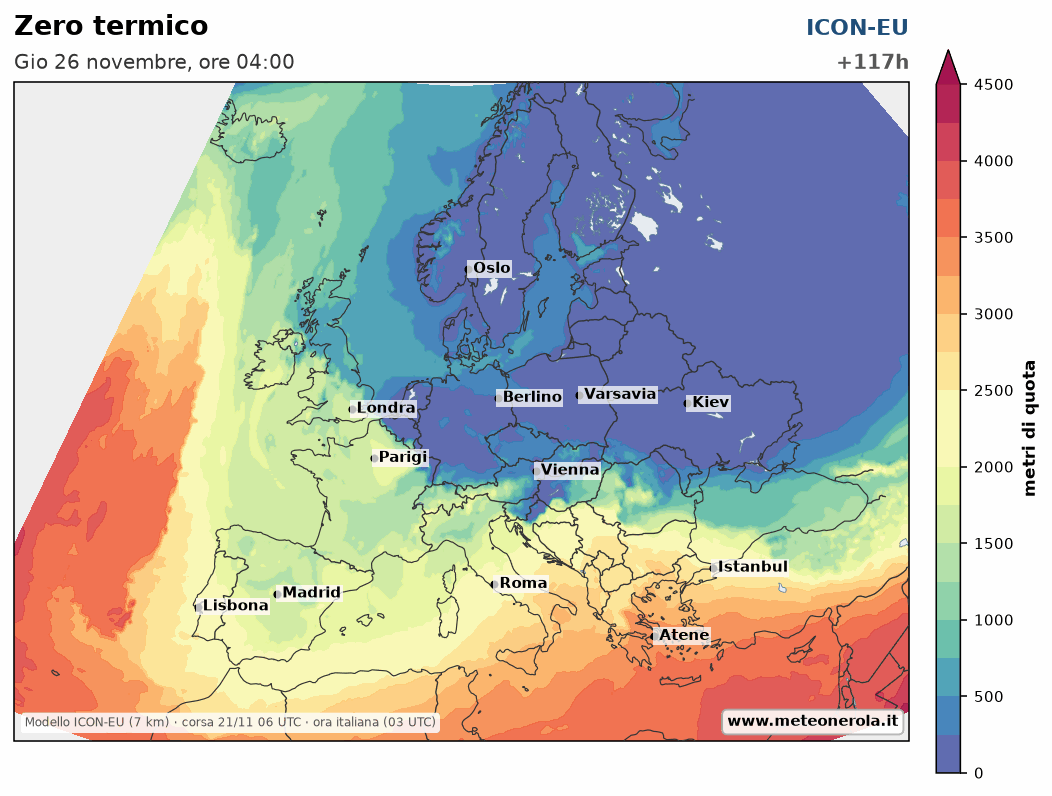 Zero termico
ICON-EU
Gio 26 novembre, ore 04:00
+117h
4500
4000
3500
3000
2500
2000
1500
1000
500
0
metri di quota
Oslo
Berlino
Varsavia
Kiev
Londra
Parigi
Vienna
Istanbul
Roma
Madrid
Lisbona
Atene
Modello ICON-EU (7 km) · corsa 21/11 06 UTC · ora italiana (03 UTC)
www.meteonerola.it